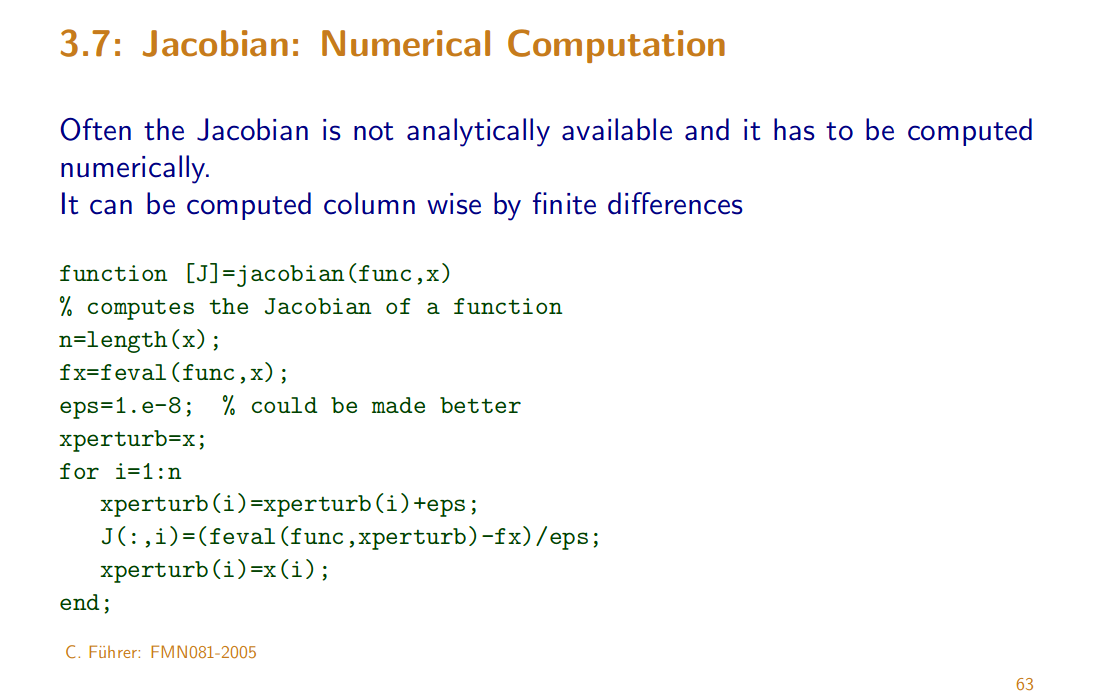 3.7: Jacobian: Numerical Computation
Often the Jacobian is not analytically available and it has to be computed
numerically.
It can be computed column wise by finite differences
function [J]=jacobian(func,x)
% computes the Jacobian of a function
n=length(x);
fx=feval(func,x);
eps=1.e-8;  % could be made better
xperturb=x;
for i=1:n
   xperturb(i)=xperturb(i)+eps;
   J(:,i)=(feval(func,xperturb)-fx)/eps;
   xperturb(i)=x(i);
end;
C. Führer: FMN081-2005
63